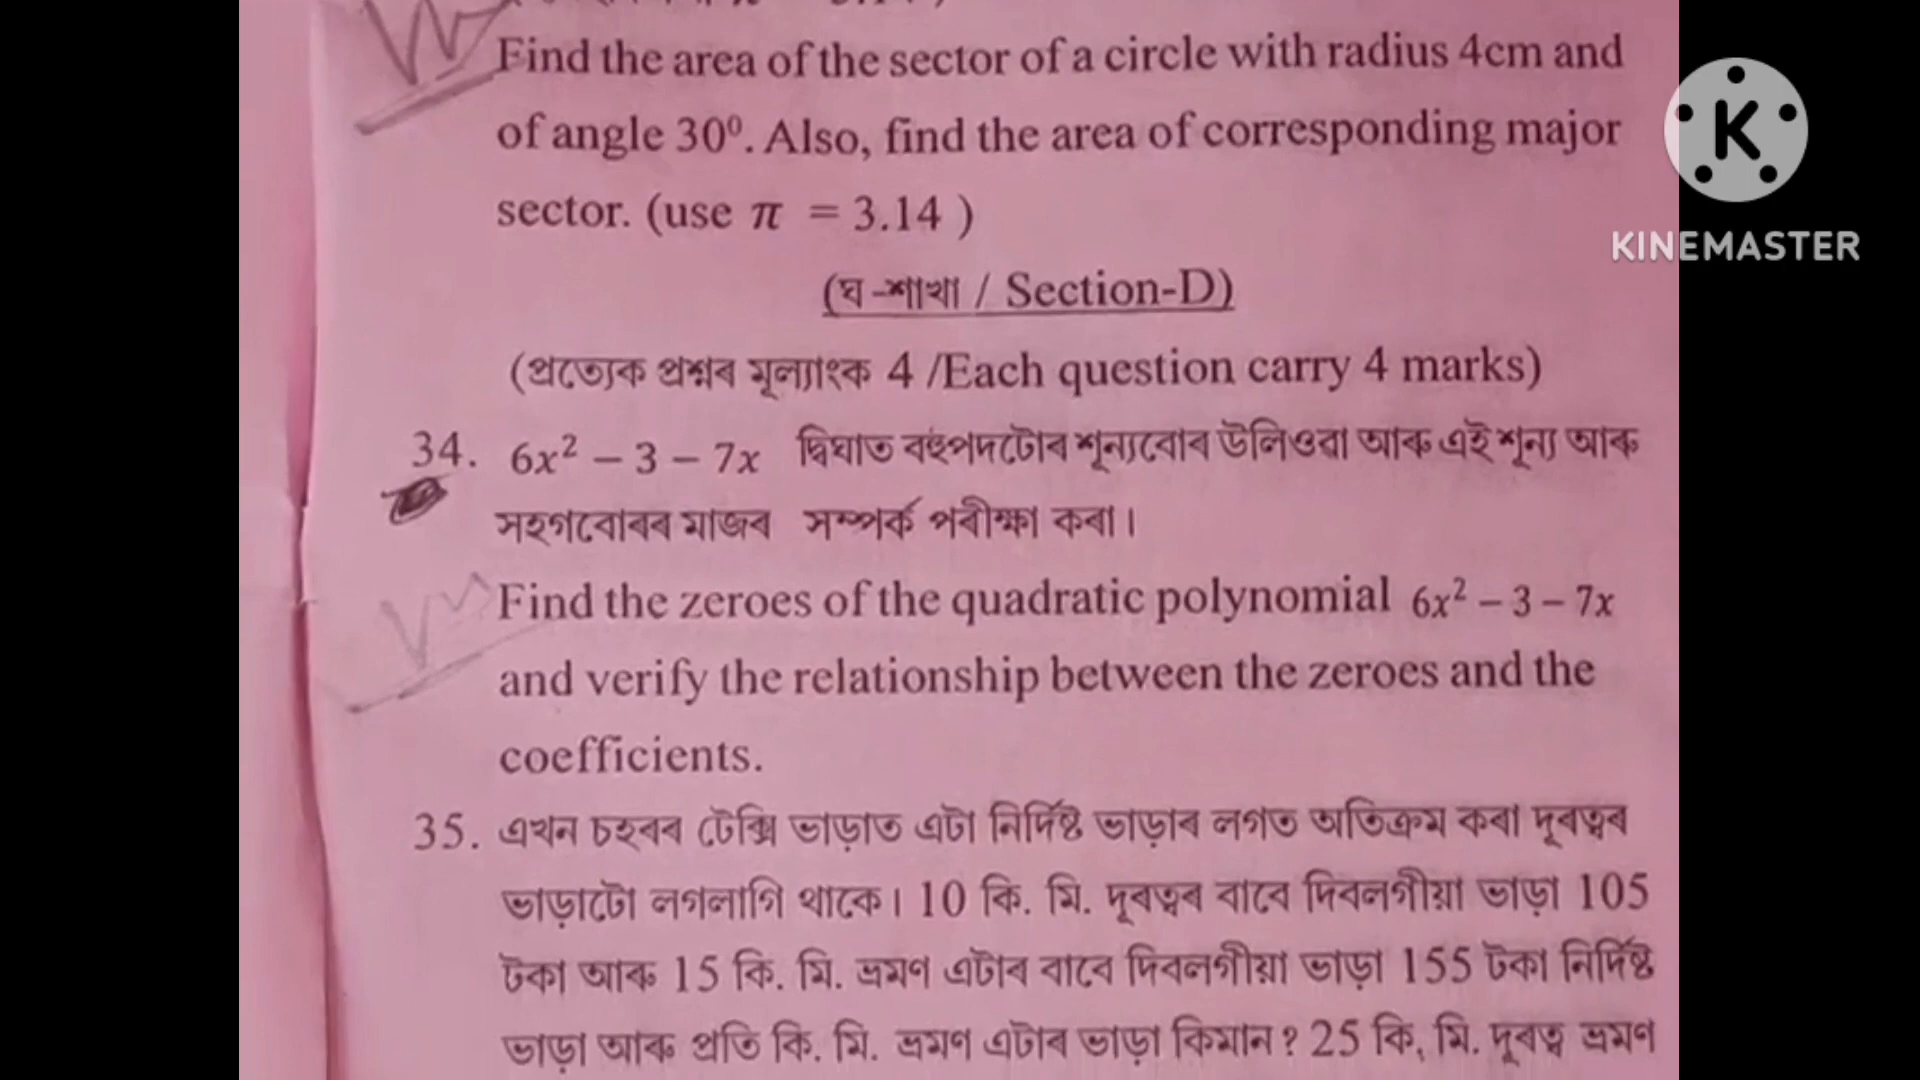 Find the area of the sector of a circle with radius 4cm and
of angle 30⁰. Also, find the area of corresponding major
sector. (use π = 3.14 )
(ঘ -শাখা / Section-D)
(প্ৰত্যেক প্ৰশ্নৰ মূল্যাংক 4 /Each question carry 4 marks)
34. 6x² – 3 – 7x দ্বিঘাত বহুপদটোৰ শূন্যবোৰ উলিওৱা আৰু এই শূন্য আৰু
সহগবোৰৰ মাজৰ সম্পৰ্ক পৰীক্ষা কৰা।
Find the zeroes of the quadratic polynomial 6x² – 3 – 7x
and verify the relationship between the zeroes and the
coefficients.
35. এখন চহৰৰ টেক্সি ভাড়াত এটা নিৰ্দিষ্ট ভাড়াৰ লগত অতিক্ৰম কৰা দূৰত্বৰ
ভাড়াটো লগলাগি থাকে। 10 কি. মি. দূৰত্বৰ বাবে দিবলগীয়া ভাড়া 105
টকা আৰু 15 কি. মি. ভ্ৰমণ এটাৰ বাবে দিবলগীয়া ভাড়া 155 টকা নিৰ্দিষ্ট
ভাড়া আৰু প্ৰতি কি. মি. ভ্ৰমণ এটাৰ ভাড়া কিমান ? 25 কি, মি. দূৰত্ব ভ্ৰমণ
K
KINEMASTER